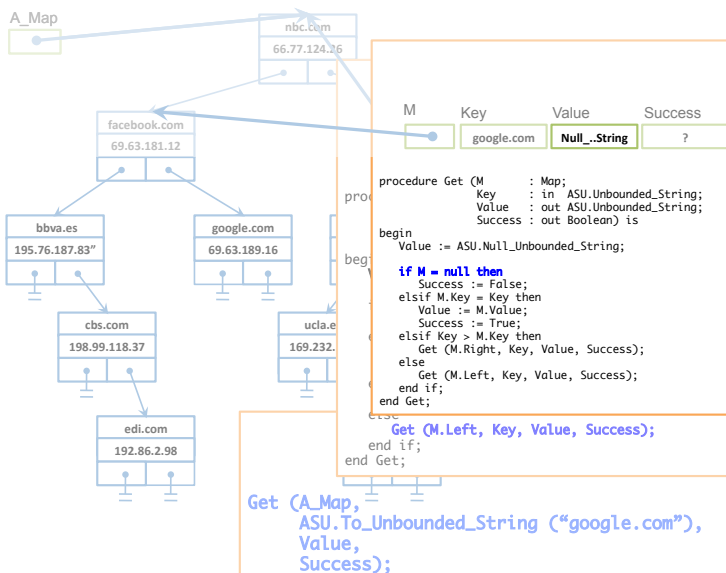 A_Map
nbc.com
66.77.124.26
M Key Value Success
google.com Null_..String ?
facebook.com
69.63.181.12
procedure Get (M : Map;
Key : in ASU.Unbounded_String;
Value : out ASU.Unbounded_String;
Success : out Boolean) is
begin
Value := ASU.Null_Unbounded_String;
if M = null then
Success := False;
elsif M.Key = Key then
Value := M.Value;
Success := True;
elsif Key > M.Key then
Get (M.Right, Key, Value, Success);
else
Get (M.Left, Key, Value, Success);
end if;
end Get;
bbva.es
195.76.187.83”
google.com
69.63.189.16
cbs.com
198.99.118.37
ucla.e
169.232.
edi.com
192.86.2.98
else
Get (M.Left, Key, Value, Success);
end if;
end Get;
Get (A_Map,
ASU.To_Unbounded_String (“google.com”),
Value,
Success);